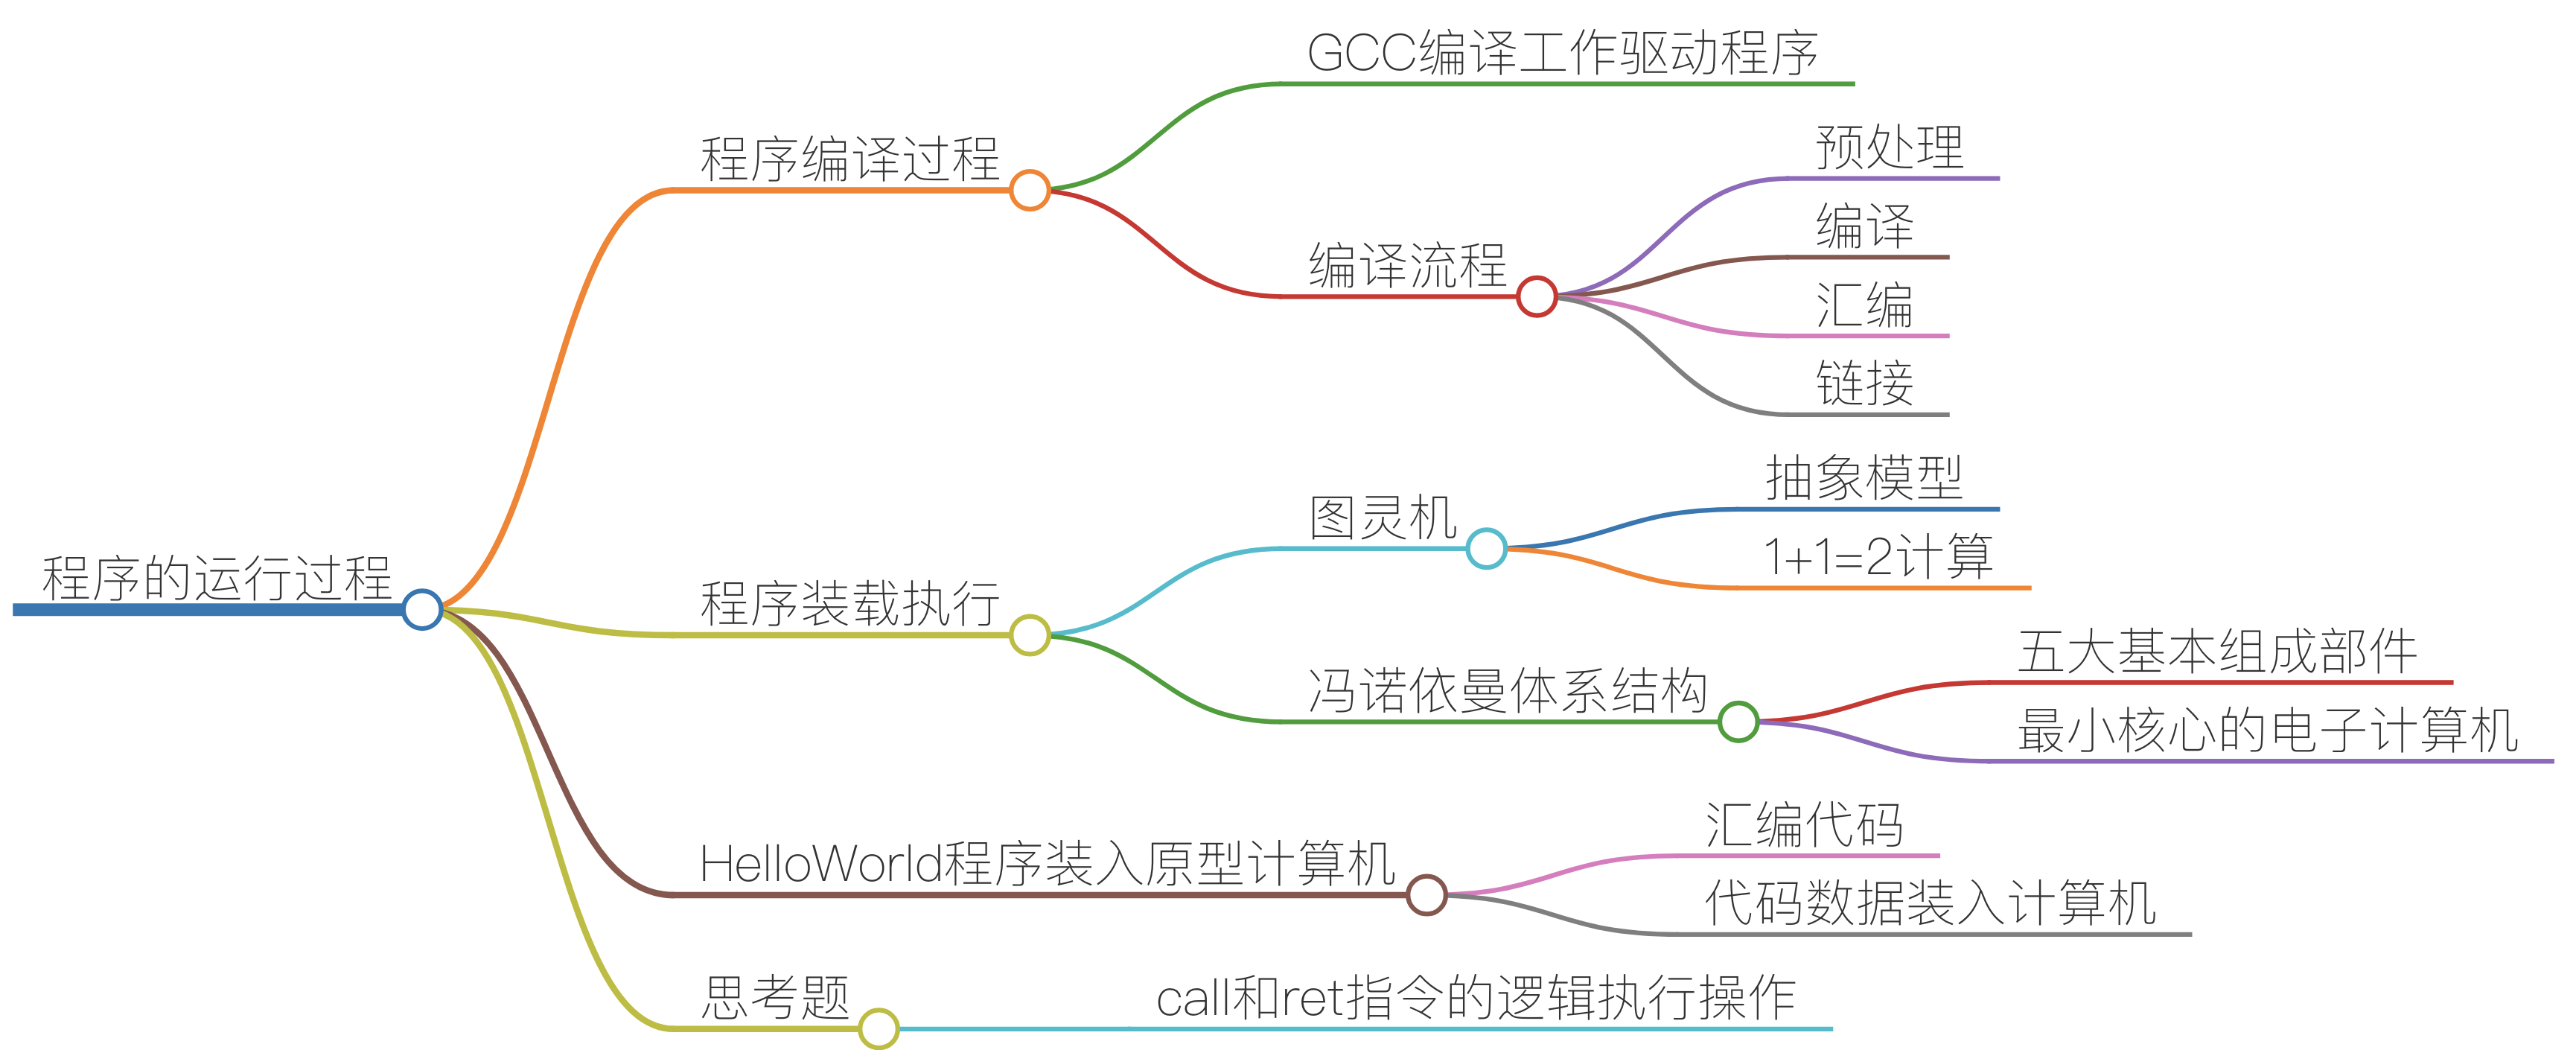 程序的运行过程
程序编译过程
GCC编译工作驱动程序
编译流程
预处理
编译
汇编
链接
程序装载执行
图灵机
抽象模型
1+1=2计算
冯诺依曼体系结构
五大基本组成部件
最小核心的电子计算机
HelloWorld程序装入原型计算机
汇编代码
代码数据装入计算机
思考题
call和ret指令的逻辑执行操作